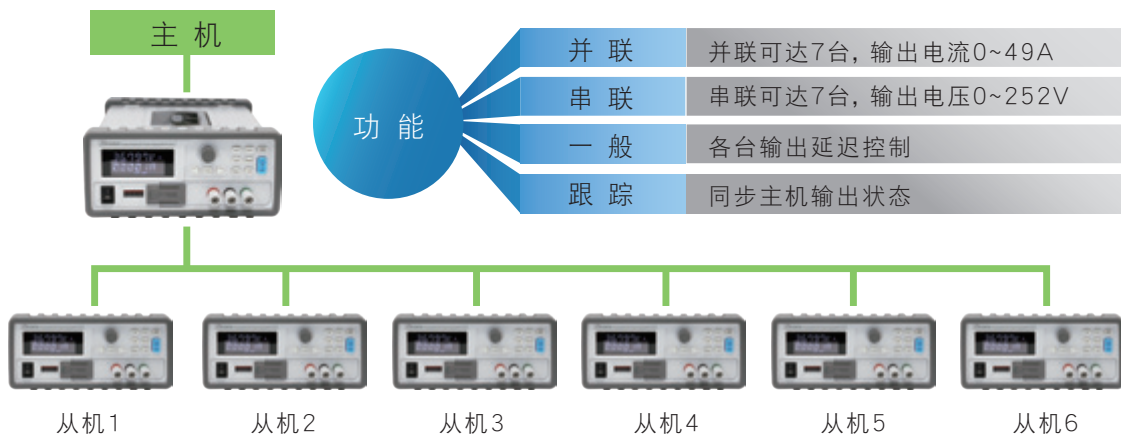 主机
功能
并联 并联可达7台，输出电流0~49A
串联 串联可达7台，输出电压0~252V
一般 各台输出延迟控制
跟踪 同步主机输出状态
从机1 从机2 从机3 从机4 从机5 从机6